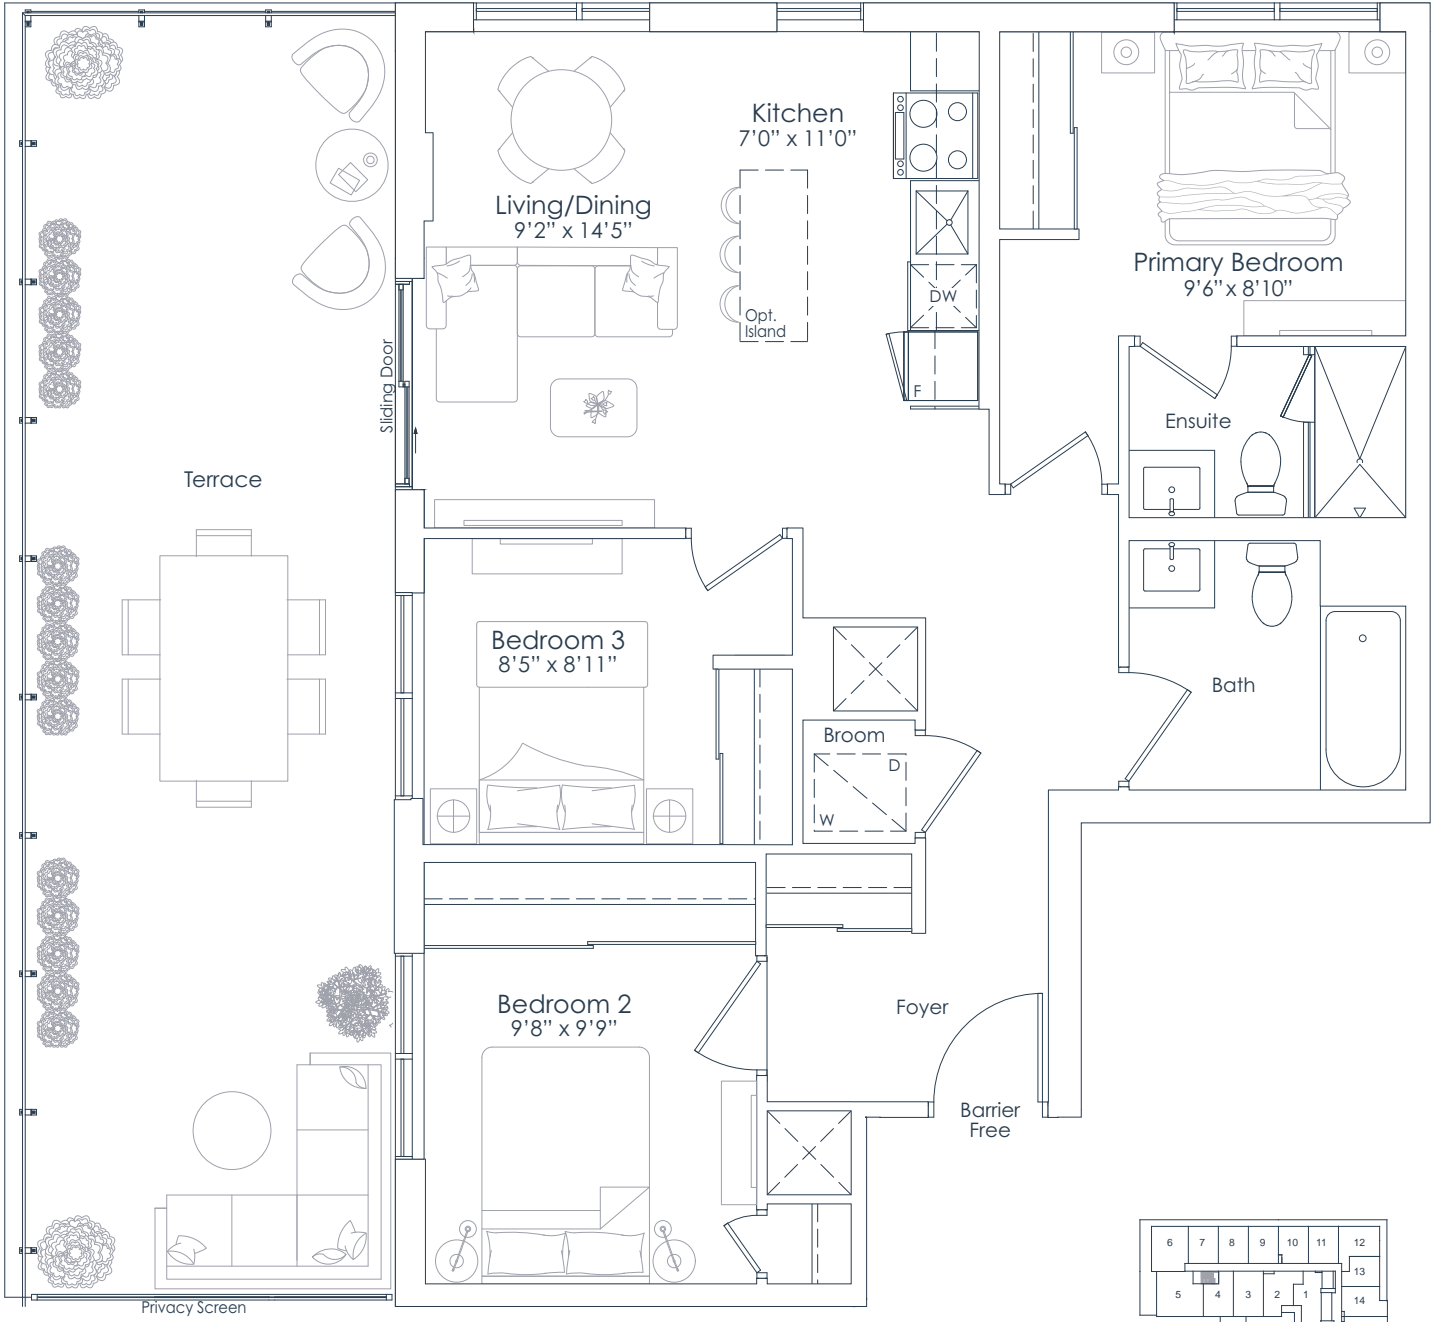 Kitchen
7'0” x 11'0”
Living/Dining
9'2” x 14'5”
Opt.
Island
DW
F
Primary Bedroom
9'6” x 8'10”
Sliding Door
Ensuite
Terrace
Bedroom 3
8'5” x 8'11”
Bath
Broom
D
W
Bedroom 2
9'8” x 9'9”
Foyer
Barrier
Free
Privacy Screen
6 7 8 9 10 11 12
13
5 4 3 2 1 14